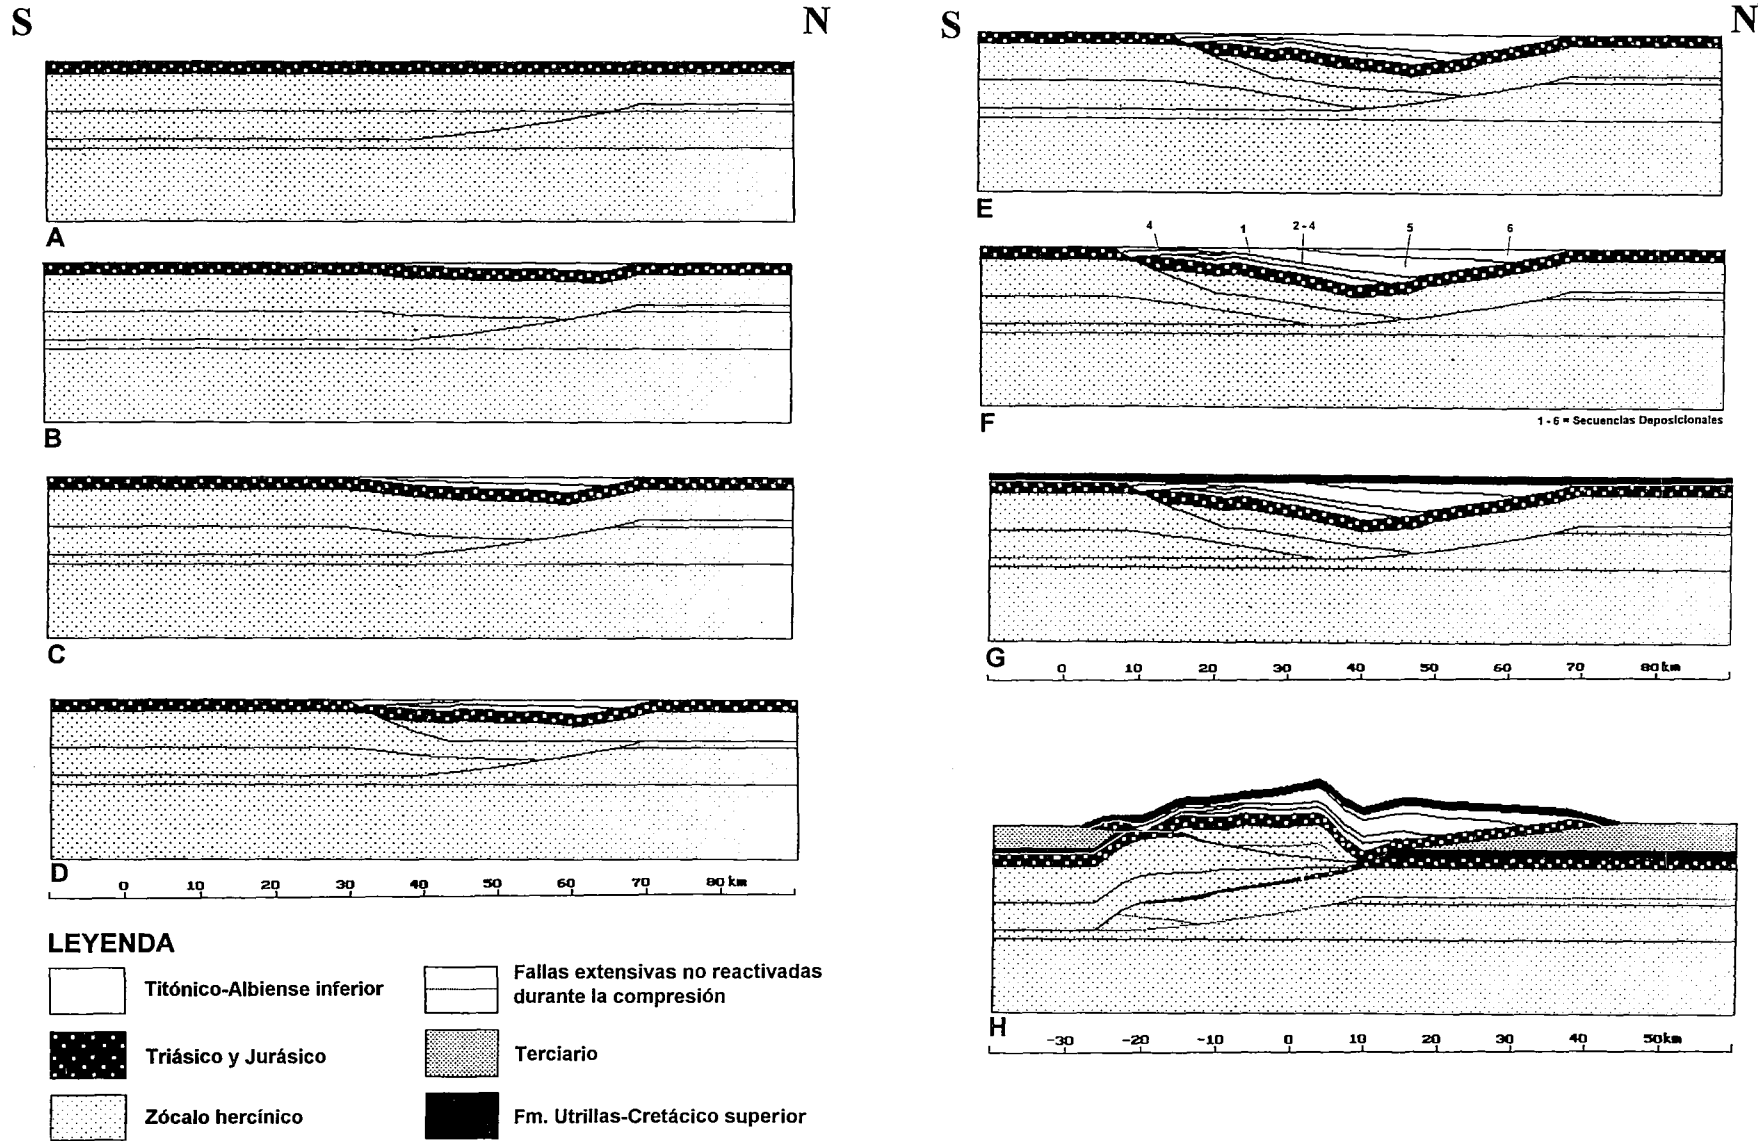 S N
A
B
C
D
0 10 20 30 40 50 60 70 80 km
LEYENDA
Titónico-Albiense inferior
Triásico y Jurásico
Zócalo hercínico
Fallas extensivas no reactivadas
durante la compresión
Terciario
Fm. Utrillas-Cretácico superior
S N
E
4 1 2 - 4 5 6
F
1 - 6 = Secuencias Deposicionales
G
0 10 20 30 40 50 60 70 80 km
H
-30 -20 -10 0 10 20 30 40 50 km